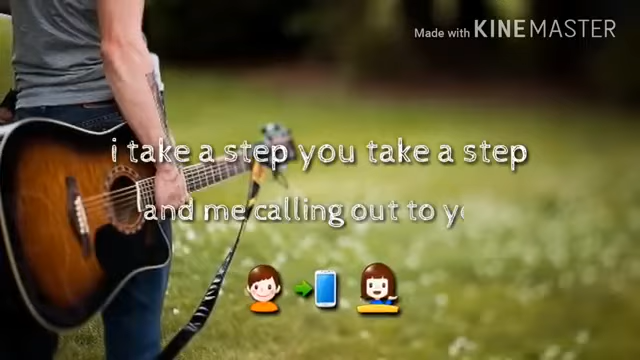 Made with KINEMASTER
i take a step you take a step
and me calling out to